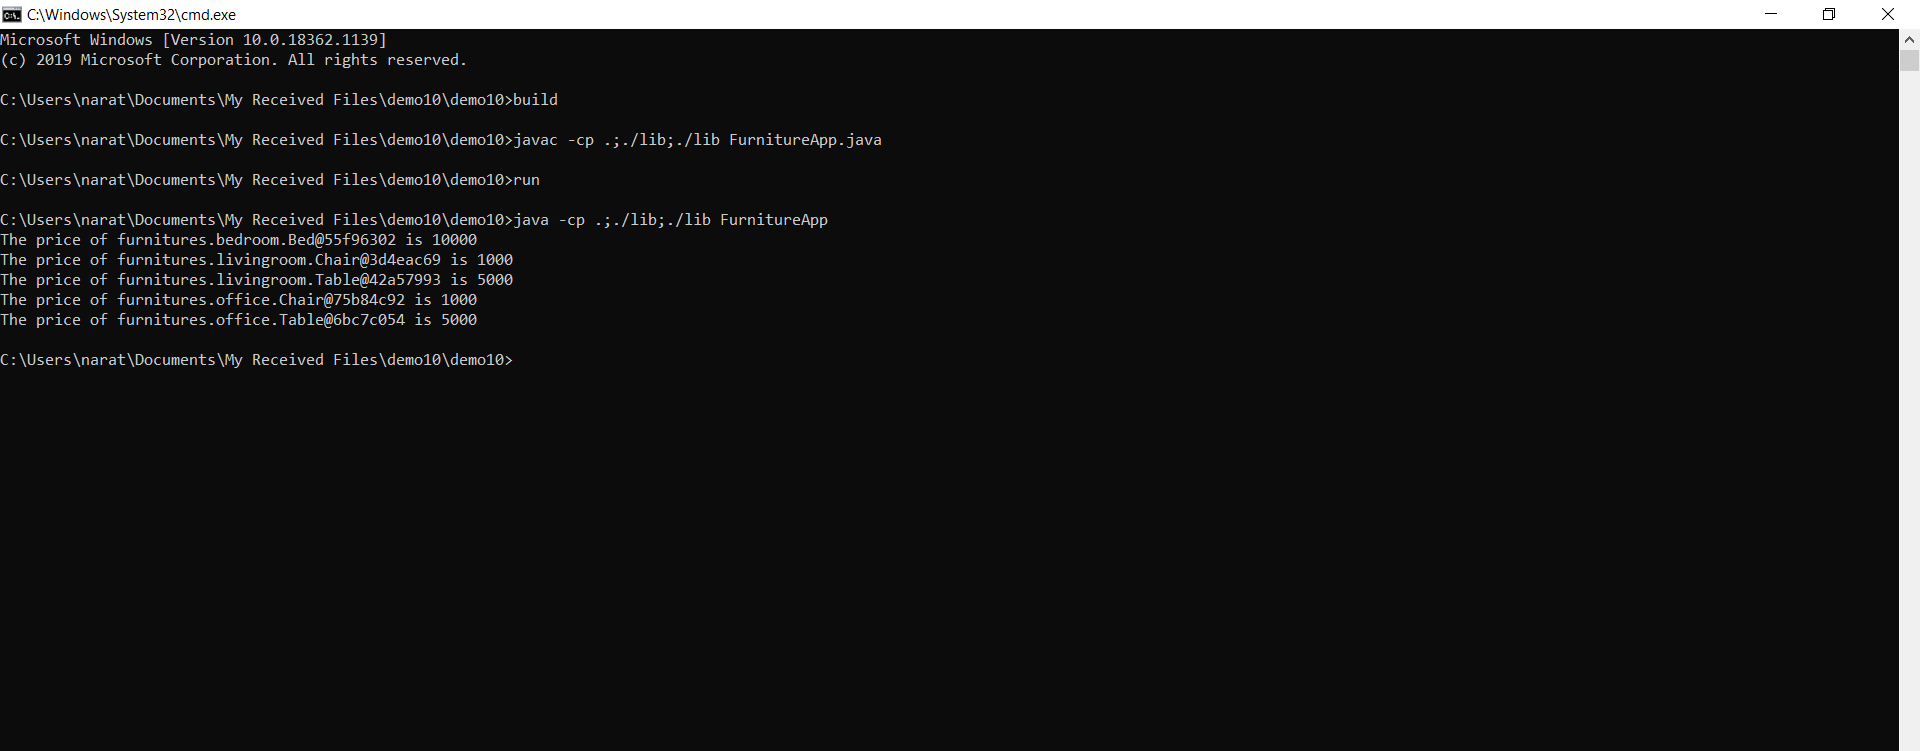 C:\Windows\System32\cmd.exe
Microsoft Windows [Version 10.0.18362.1139]
(c) 2019 Microsoft Corporation. All rights reserved.
C:\Users\narat\Documents\My Received Files\demo10\demo10>build
C:\Users\narat\Documents\My Received Files\demo10\demo10>javac -cp .;./lib;./lib FurnitureApp.java
C:\Users\narat\Documents\My Received Files\demo10\demo10>run
C:\Users\narat\Documents\My Received Files\demo10\demo10>java -cp .;./lib;./lib FurnitureApp
The price of furnitures.bedroom.Bed@55f96302 is 10000
The price of furnitures.livingroom.Chair@3d4eac69 is 1000
The price of furnitures.livingroom.Table@42a57993 is 5000
The price of furnitures.office.Chair@75b84c92 is 1000
The price of furnitures.office.Table@6bc7c054 is 5000
C:\Users\narat\Documents\My Received Files\demo10\demo10>